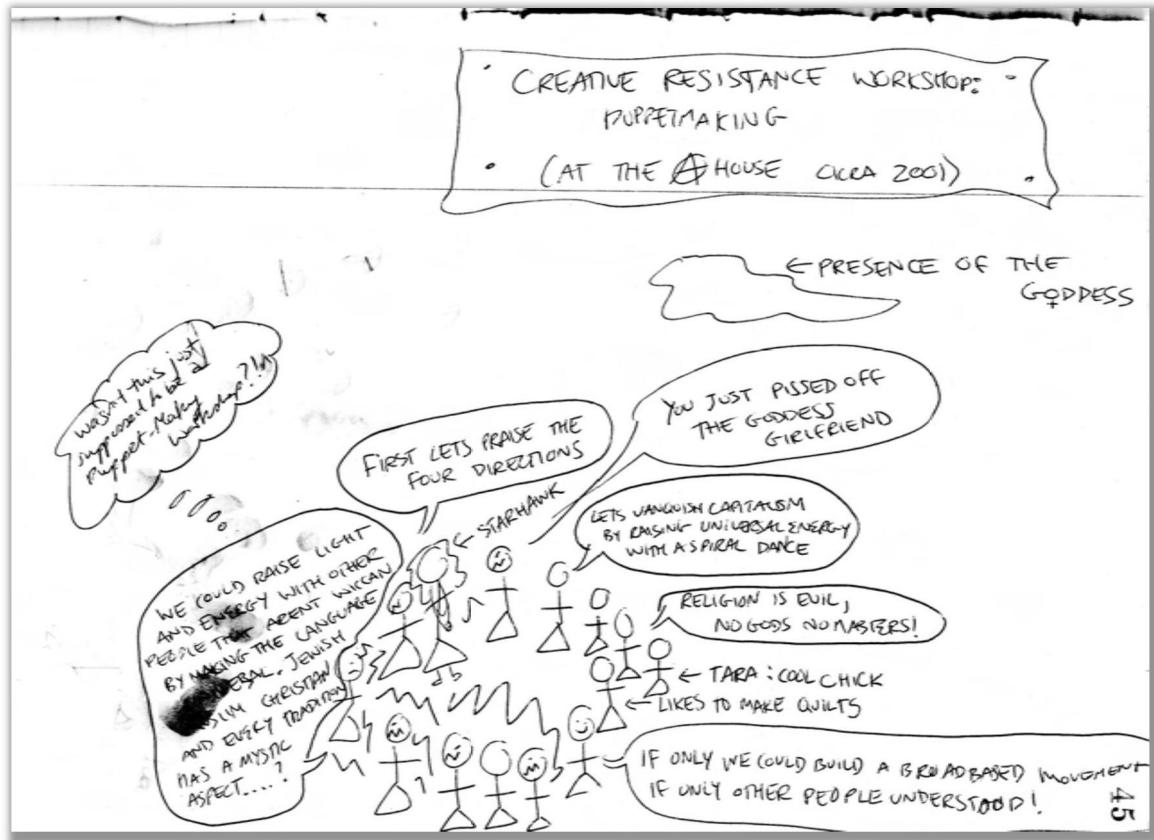 CREATIVE RESISTANCE WORKSHOP:
PUPPETMAKING
(AT THE Ⓐ HOUSE CICRA 2001)
← PRESENCE OF THE
GODDESS
wasn't this just
supposed to be a
puppet-making
workshop?!
YOU JUST PISSED OFF
THE GODDESS
GIRLFRIEND
FIRST LETS PRAISE THE
FOUR DIRECTIONS
← STARHAWK
LETS VANQUISH CAPITALISM
BY RAISING UNIVERSAL ENERGY
WITH A SPIRAL DANCE
WE COULD RAISE LIGHT
AND ENERGY WITH OTHER
PEOPLE THAT ARENT WICCAN
BY MAKING THE LANGUAGE
JEWISH
CHRISTIAN
AND EVERY TRADITION
HAS A MYSTIC
ASPECT....?
RELIGION IS EVIL,
NO GODS NO MASTERS!
← TARA : COOL CHICK
← LIKES TO MAKE QUILTS
IF ONLY WE COULD BUILD A BROADBASED MOVEMENT
IF ONLY OTHER PEOPLE UNDERSTOOD!
45